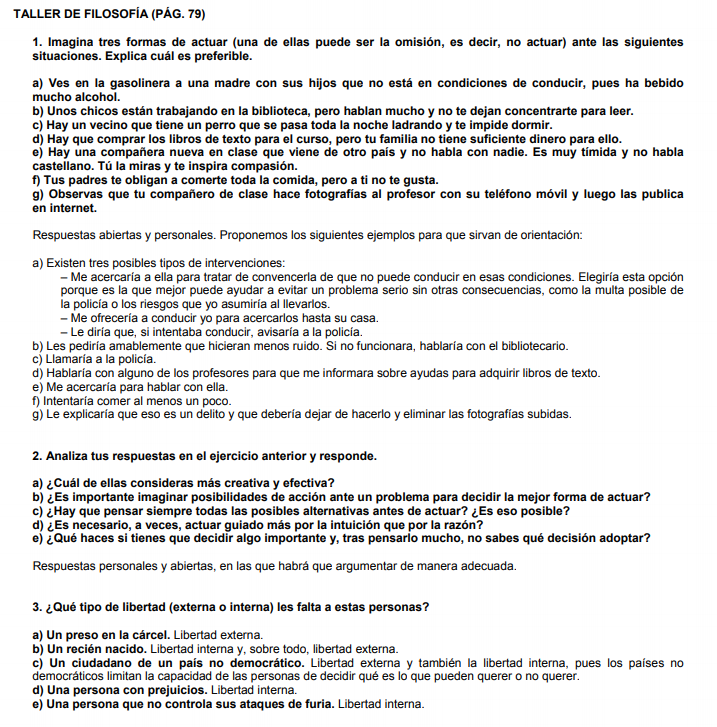 TALLER DE FILOSOFÍA (PÁG. 79)
1. Imagina tres formas de actuar (una de ellas puede ser la omisión, es decir, no actuar) ante las siguientes
situaciones. Explica cuál es preferible.
a) Ves en la gasolinera a una madre con sus hijos que no está en condiciones de conducir, pues ha bebido
mucho alcohol.
b) Unos chicos están trabajando en la biblioteca, pero hablan mucho y no te dejan concentrarte para leer.
c) Hay un vecino que tiene un perro que se pasa toda la noche ladrando y te impide dormir.
d) Hay que comprar los libros de texto para el curso, pero tu familia no tiene suficiente dinero para ello.
e) Hay una compañera nueva en clase que viene de otro país y no habla con nadie. Es muy tímida y no habla
castellano. Tú la miras y te inspira compasión.
f) Tus padres te obligan a comerte toda la comida, pero a ti no te gusta.
g) Observas que tu compañero de clase hace fotografías al profesor con su teléfono móvil y luego las publica
en internet.
Respuestas abiertas y personales. Proponemos los siguientes ejemplos para que sirvan de orientación:
a) Existen tres posibles tipos de intervenciones:
– Me acercaría a ella para tratar de convencerla de que no puede conducir en esas condiciones. Elegiría esta opción
porque es la que mejor puede ayudar a evitar un problema serio sin otras consecuencias, como la multa posible de
la policía o los riesgos que yo asumiría al llevarlos.
– Me ofrecería a conducir yo para acercarlos hasta su casa.
– Le diría que, si intentaba conducir, avisaría a la policía.
b) Les pediría amablemente que hicieran menos ruido. Si no funcionara, hablaría con el bibliotecario.
c) Llamaría a la policía.
d) Hablaría con alguno de los profesores para que me informara sobre ayudas para adquirir libros de texto.
e) Me acercaría para hablar con ella.
f) Intentaría comer al menos un poco.
g) Le explicaría que eso es un delito y que debería dejar de hacerlo y eliminar las fotografías subidas.
2. Analiza tus respuestas en el ejercicio anterior y responde.
a) ¿Cuál de ellas consideras más creativa y efectiva?
b) ¿Es importante imaginar posibilidades de acción ante un problema para decidir la mejor forma de actuar?
c) ¿Hay que pensar siempre todas las posibles alternativas antes de actuar? ¿Es eso posible?
d) ¿Es necesario, a veces, actuar guiado más por la intuición que por la razón?
e) ¿Qué haces si tienes que decidir algo importante y, tras pensarlo mucho, no sabes qué decisión adoptar?
Respuestas personales y abiertas, en las que habrá que argumentar de manera adecuada.
3. ¿Qué tipo de libertad (externa o interna) les falta a estas personas?
a) Un preso en la cárcel. Libertad externa.
b) Un recién nacido. Libertad interna y, sobre todo, libertad externa.
c) Un ciudadano de un país no democrático. Libertad externa y también la libertad interna, pues los países no
democráticos limitan la capacidad de las personas de decidir qué es lo que pueden querer o no querer.
d) Una persona con prejuicios. Libertad interna.
e) Una persona que no controla sus ataques de furia. Libertad interna.